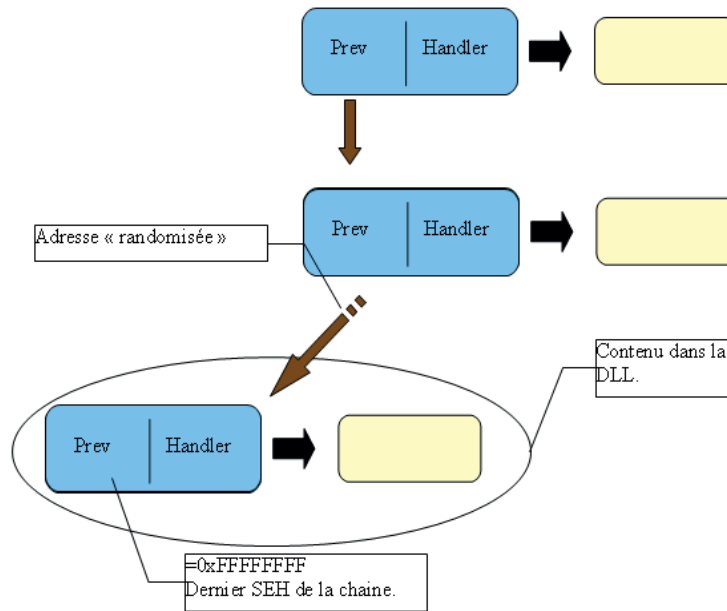 Prev Handler
Prev Handler
Adresse « randomisée »
Contenu dans la
DLL.
Prev Handler
=0xFFFFFFFF
Dernier SEH de la chaine.